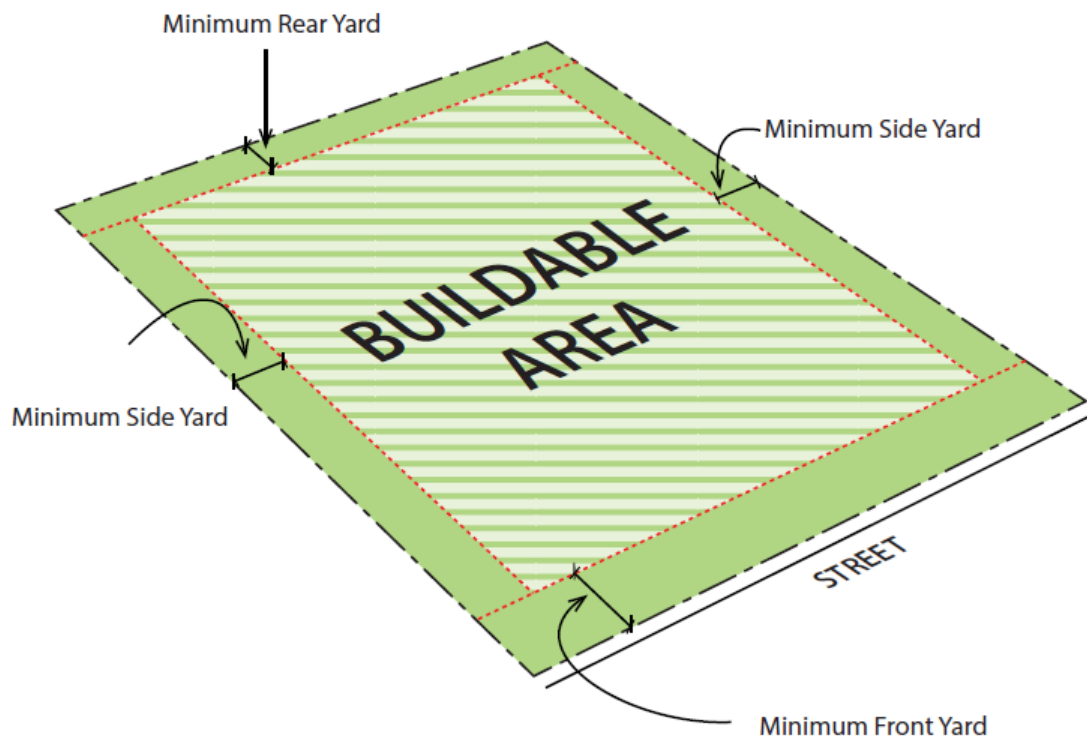 Minimum Rear Yard
Minimum Side Yard
BUILDABLE
AREA
Minimum Side Yard
STREET
Minimum Front Yard